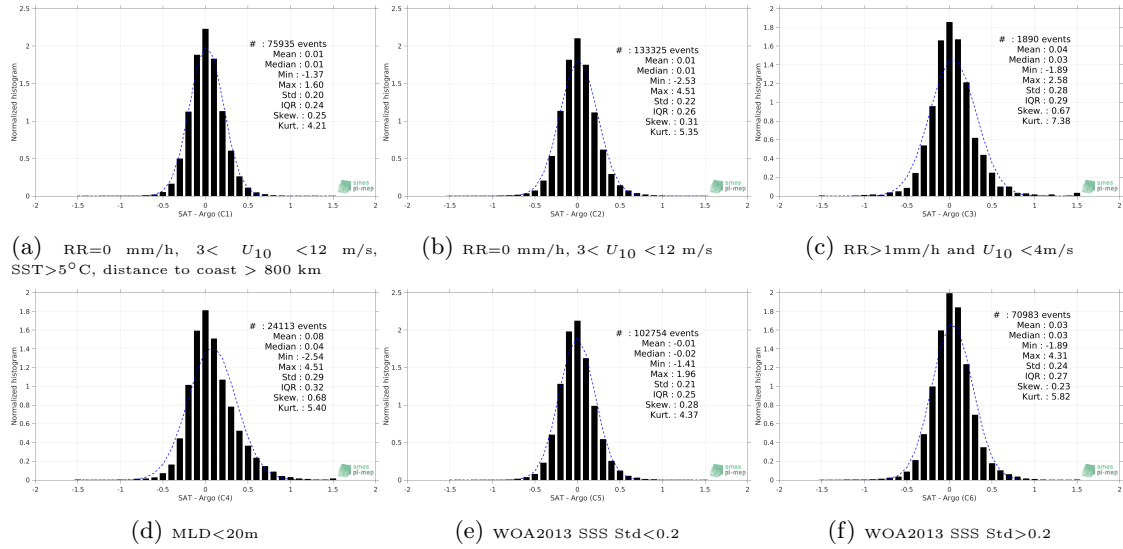 2.5
2
1.5
1
0.5
0
-2 -1.5 -1 -0.5 0 0.5 1 1.5 2
Normalized histogram
SAT - Argo (C1)
# : 75935 events
Mean : 0.01
Median : 0.01
Min : -1.37
Max : 1.60
Std : 0.20
IQR : 0.24
Skew. : 0.25
Kurt. : 4.21
smos
pi-mep
(a) RR=0 mm/h, 3< U10 <12 m/s,
SST>5°C, distance to coast > 800 km
2.5
2
1.5
1
0.5
0
-2 -1.5 -1 -0.5 0 0.5 1 1.5 2
Normalized histogram
SAT - Argo (C2)
# : 133325 events
Mean : 0.01
Median : 0.01
Min : -2.53
Max : 4.51
Std : 0.22
IQR : 0.26
Skew. : 0.31
Kurt. : 5.35
smos
pi-mep
(b) RR=0 mm/h, 3< U10 <12 m/s
2
1.8
1.6
1.4
1.2
1
0.8
0.6
0.4
0.2
0
-2 -1.5 -1 -0.5 0 0.5 1 1.5 2
Normalized histogram
SAT - Argo (C3)
# : 1890 events
Mean : 0.04
Median : 0.03
Min : -1.89
Max : 2.58
Std : 0.28
IQR : 0.29
Skew. : 0.67
Kurt. : 7.38
smos
pi-mep
(c) RR>1mm/h and U10 <4m/s
2
1.8
1.6
1.4
1.2
1
0.8
0.6
0.4
0.2
0
-2 -1.5 -1 -0.5 0 0.5 1 1.5 2
Normalized histogram
SAT - Argo (C4)
# : 24113 events
Mean : 0.08
Median : 0.04
Min : -2.54
Max : 4.51
Std : 0.29
IQR : 0.32
Skew. : 0.68
Kurt. : 5.40
smos
pi-mep
(d) MLD<20m
2.5
2
1.5
1
0.5
0
-2 -1.5 -1 -0.5 0 0.5 1 1.5 2
Normalized histogram
SAT - Argo (C5)
# : 102754 events
Mean : -0.01
Median : -0.02
Min : -1.41
Max : 1.96
Std : 0.21
IQR : 0.25
Skew. : 0.28
Kurt. : 4.37
smos
pi-mep
(e) WOA2013 SSS Std<0.2
2
1.8
1.6
1.4
1.2
1
0.8
0.6
0.4
0.2
0
-2 -1.5 -1 -0.5 0 0.5 1 1.5 2
Normalized histogram
SAT - Argo (C6)
# : 70983 events
Mean : 0.03
Median : 0.03
Min : -1.89
Max : 4.31
Std : 0.24
IQR : 0.27
Skew. : 0.23
Kurt. : 5.82
smos
pi-mep
(f) WOA2013 SSS Std>0.2